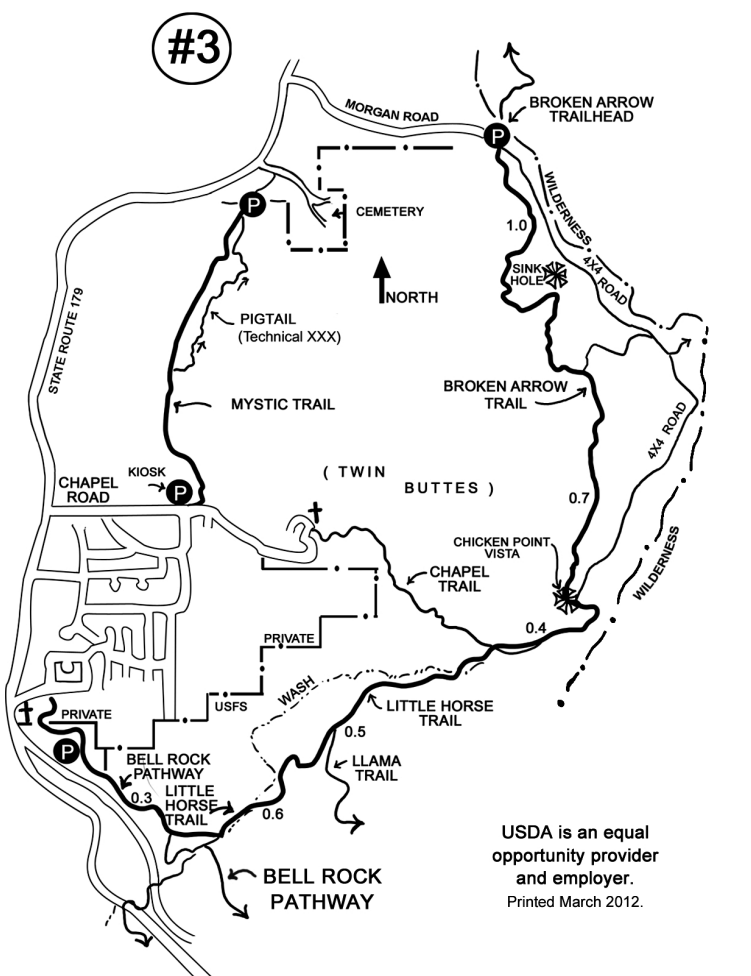 #3
MORGAN ROAD
BROKEN ARROW
TRAILHEAD
P
P
CEMETERY
WILDERNESS
1.0
SINK
HOLE
4X4 ROAD
NORTH
STATE ROUTE 179
PIGTAIL
(Technical XXX)
MYSTIC TRAIL
BROKEN ARROW
TRAIL
4X4 ROAD
KIOSK
CHAPEL
ROAD
P
( TWIN
BUTTES )
0.7
CHICKEN POINT
VISTA
WILDERNESS
CHAPEL
TRAIL
0.4
PRIVATE
WASH
USFS
LITTLE HORSE
TRAIL
PRIVATE
P
0.5
BELL ROCK
PATHWAY
LLAMA
TRAIL
0.3
LITTLE
HORSE
TRAIL
0.6
BELL ROCK
PATHWAY
USDA is an equal
opportunity provider
and employer.
Printed March 2012.